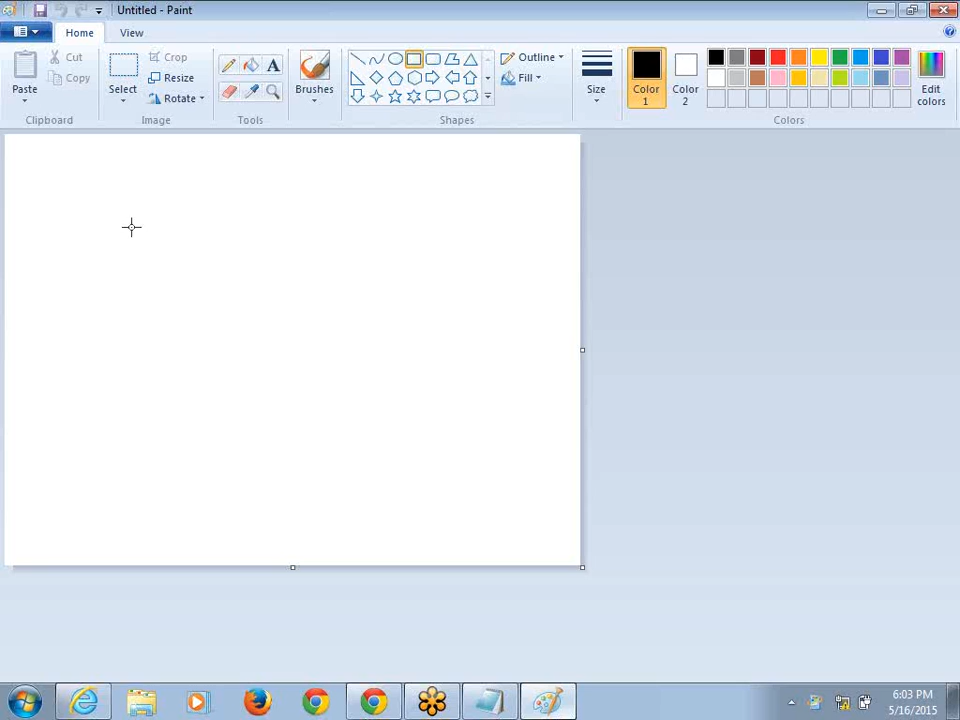 Untitled - Paint
Home View
Paste
Cut
Copy
Clipboard
Select
Crop
Resize
Rotate
Image
Tools
Brushes
Shapes
Outline
Fill
Size
Color 1
Color 2
Edit colors
Colors
6:03 PM
5/16/2015